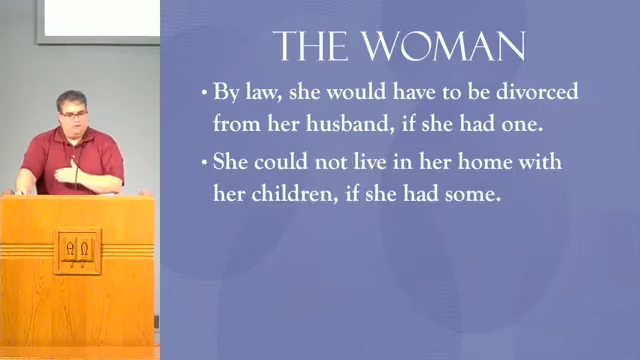 THE WOMAN
• By law, she would have to be divorced
from her husband, if she had one.
• She could not live in her home with
her children, if she had some.
Α Ω